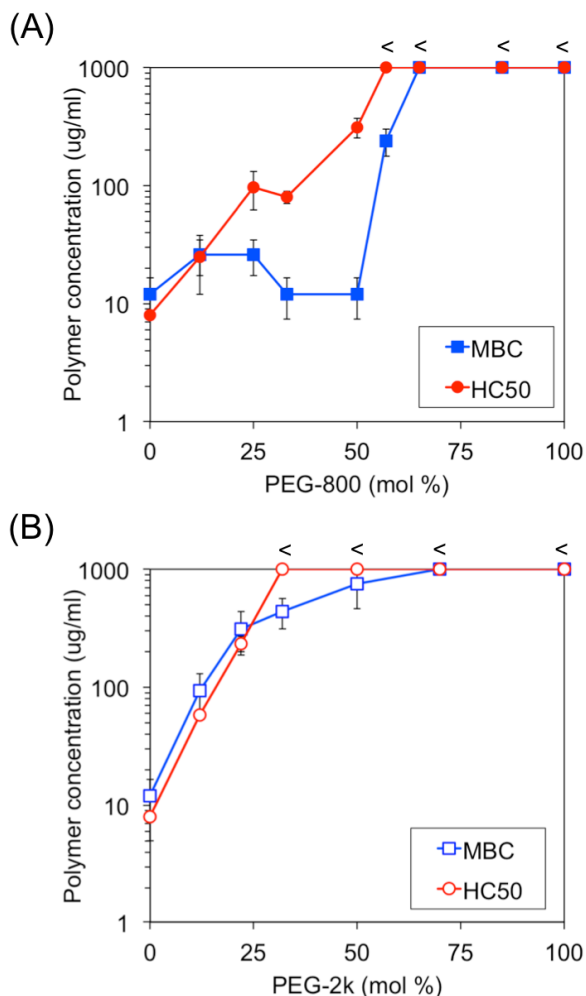 (A)
< < < <
1000
100
10
1
Polymer concentration (ug/ml)
MBC
HC50
0 25 50 75 100
PEG-800 (mol %)
(B)
< < < <
1000
100
10
1
Polymer concentration (ug/ml)
MBC
HC50
0 25 50 75 100
PEG-2k (mol %)